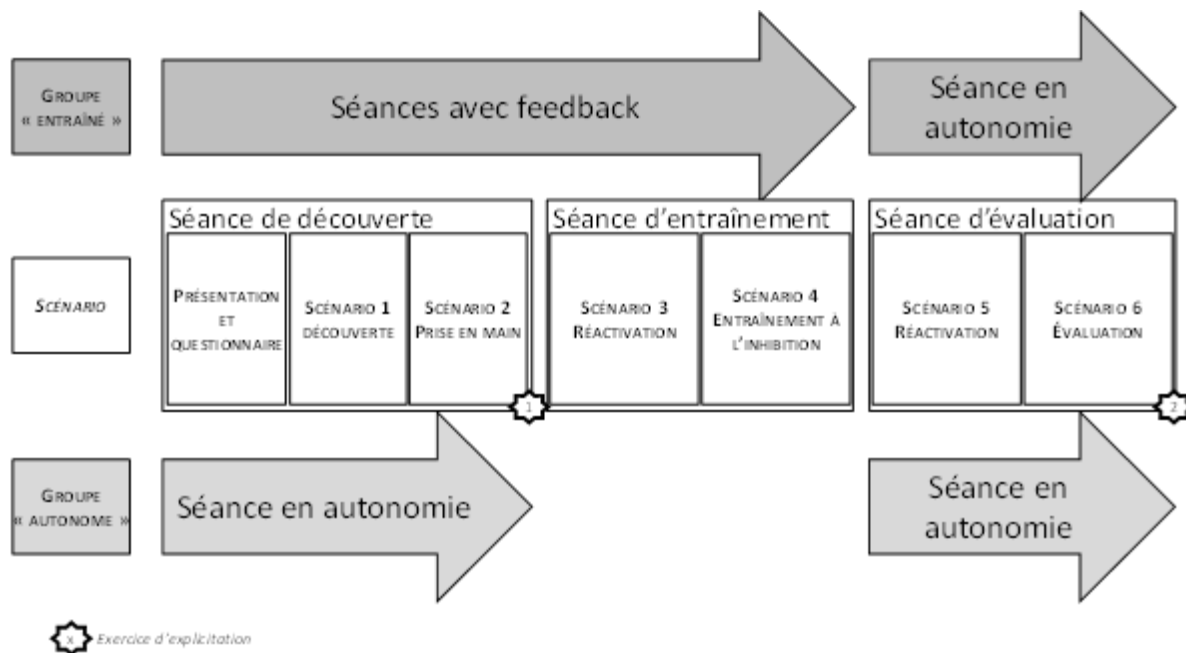 GROUPE
« ENTRAÎNÉ »
Séances avec feedback
Séance en
autonomie
SCÉNARIO
Séance de découverte
PRÉSENTATION
ET
QUESTIONNAIRE
SCÉNARIO 1
DÉCOUVERTE
SCÉNARIO 2
PRISE EN MAIN
1
Séance d'entraînement
SCÉNARIO 3
RÉACTIVATION
SCÉNARIO 4
ENTRAÎNEMENT À
L'INHIBITION
Séance d'évaluation
SCÉNARIO 5
RÉACTIVATION
SCÉNARIO 6
ÉVALUATION
2
GROUPE
« AUTONOME »
Séance en autonomie
Séance en
autonomie
x Exercice d'explicitation